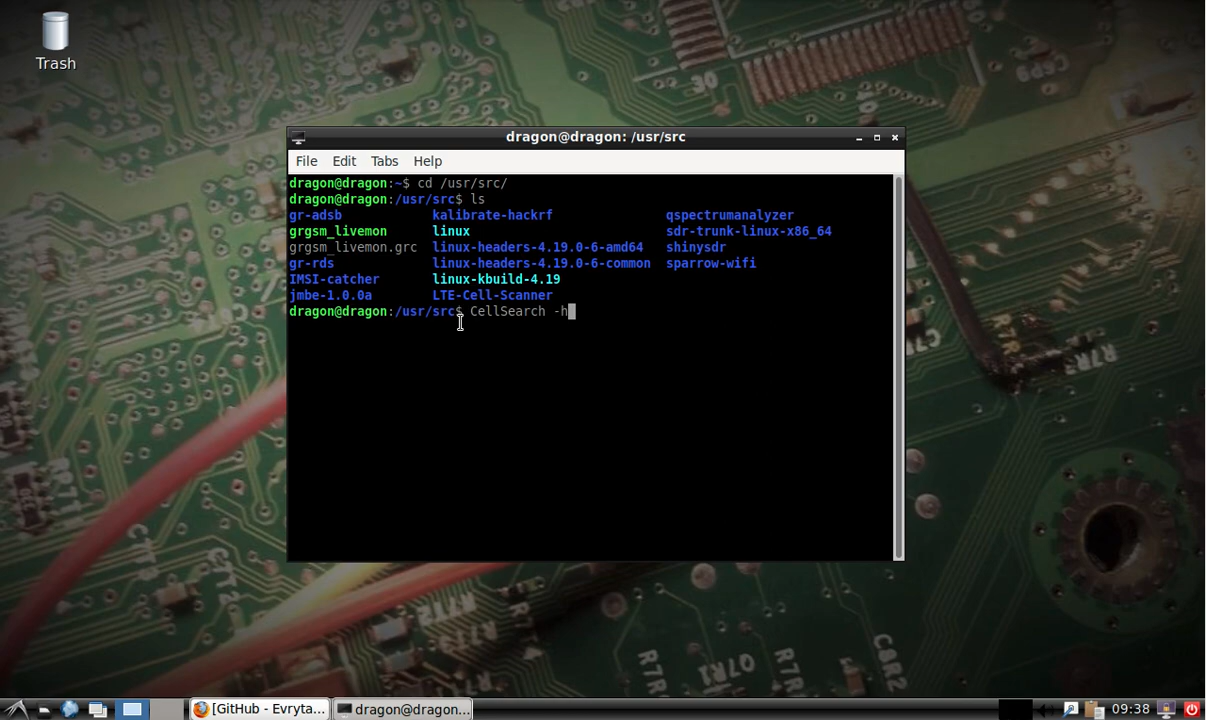 Trash
30
dragon@dragon: /usr/src
File Edit Tabs Help
dragon@dragon:~$ cd /usr/src/
dragon@dragon:/usr/src$ ls
gr-adsb kalibrate-hackrf qspectrumanalyzer
grgsm_livemon linux sdr-trunk-linux-x86_64
grgsm_livemon.grc linux-headers-4.19.0-6-amd64 shinysdr
gr-rds linux-headers-4.19.0-6-common sparrow-wifi
IMSI-catcher linux-kbuild-4.19
jmbe-1.0.0a LTE-Cell-Scanner
dragon@dragon:/usr/src$ CellSearch -h
R7R
R7R
[GitHub - Evryta...
dragon@dragon...
09:38